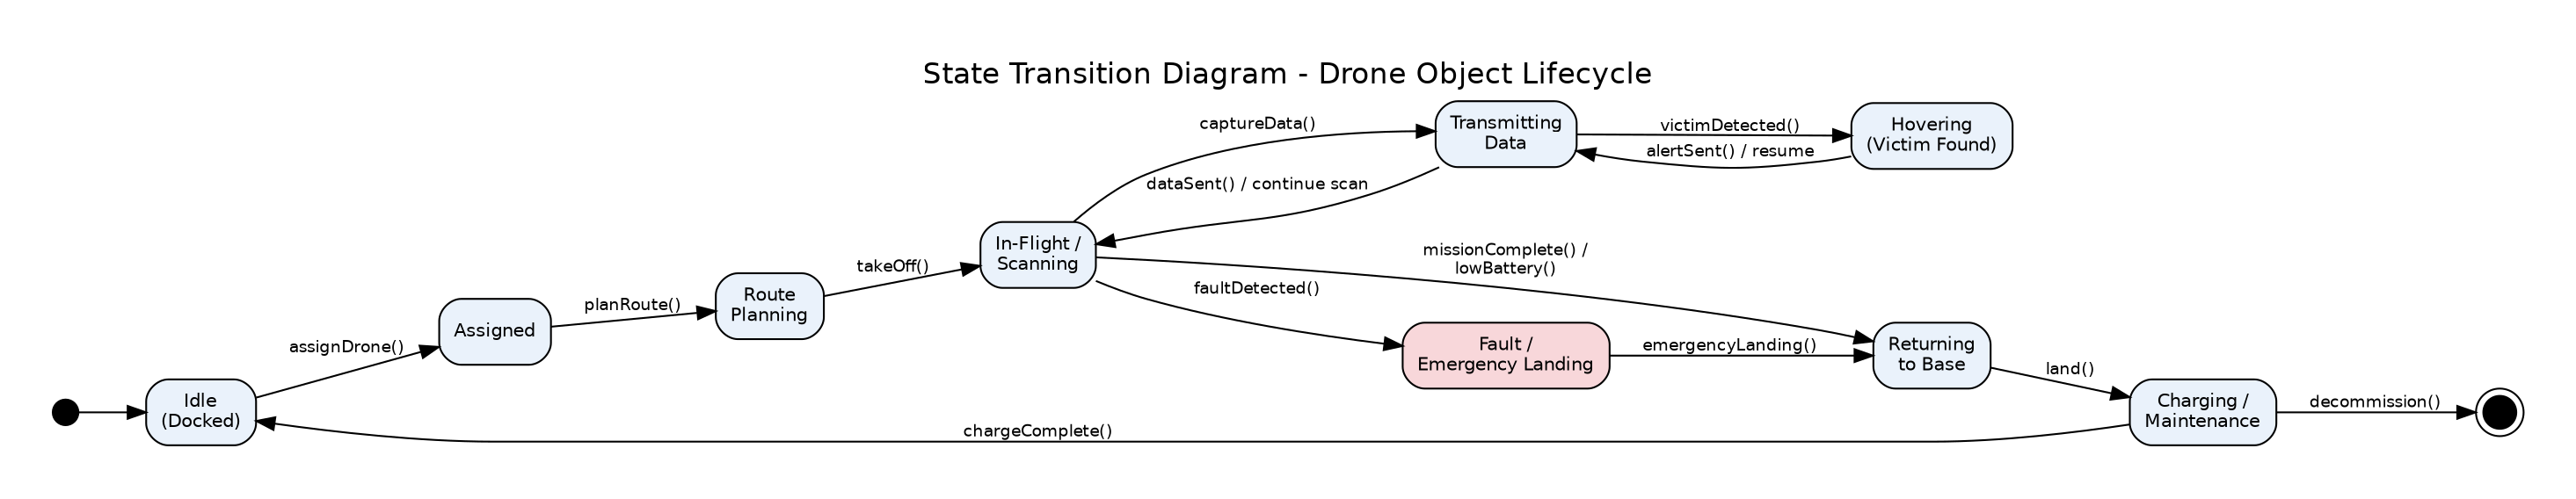 State Transition Diagram - Drone Object Lifecycle
captureData()
Transmitting
Data
victimDetected()
alertSent() / resume
Hovering
(Victim Found)
dataSent() / continue scan
In-Flight /
Scanning
missionComplete() /
lowBattery()
takeOff()
faultDetected()
Route
Planning
planRoute()
Assigned
assignDrone()
Fault /
Emergency Landing
emergencyLanding()
Returning
to Base
land()
Idle
(Docked)
Charging /
Maintenance
decommission()
chargeComplete()